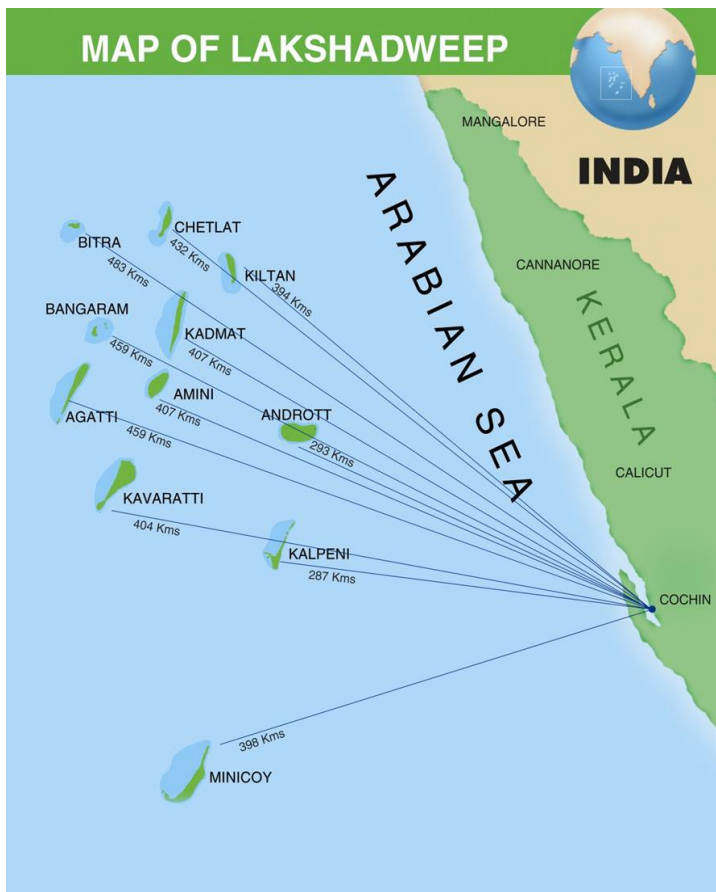 MAP OF LAKSHADWEEP
INDIA
MANGALORE
ARABIAN SEA
CHETLAT
432 Kms
BITRA
483 Kms
KILTAN
394 Kms
CANNANORE
KERALA
BANGARAM
459 Kms
KADMAT
407 Kms
AMINI
407 Kms
AGATTI
459 Kms
ANDROTT
293 Kms
CALICUT
KAVARATTI
404 Kms
KALPENI
287 Kms
COCHIN
398 Kms
MINICOY